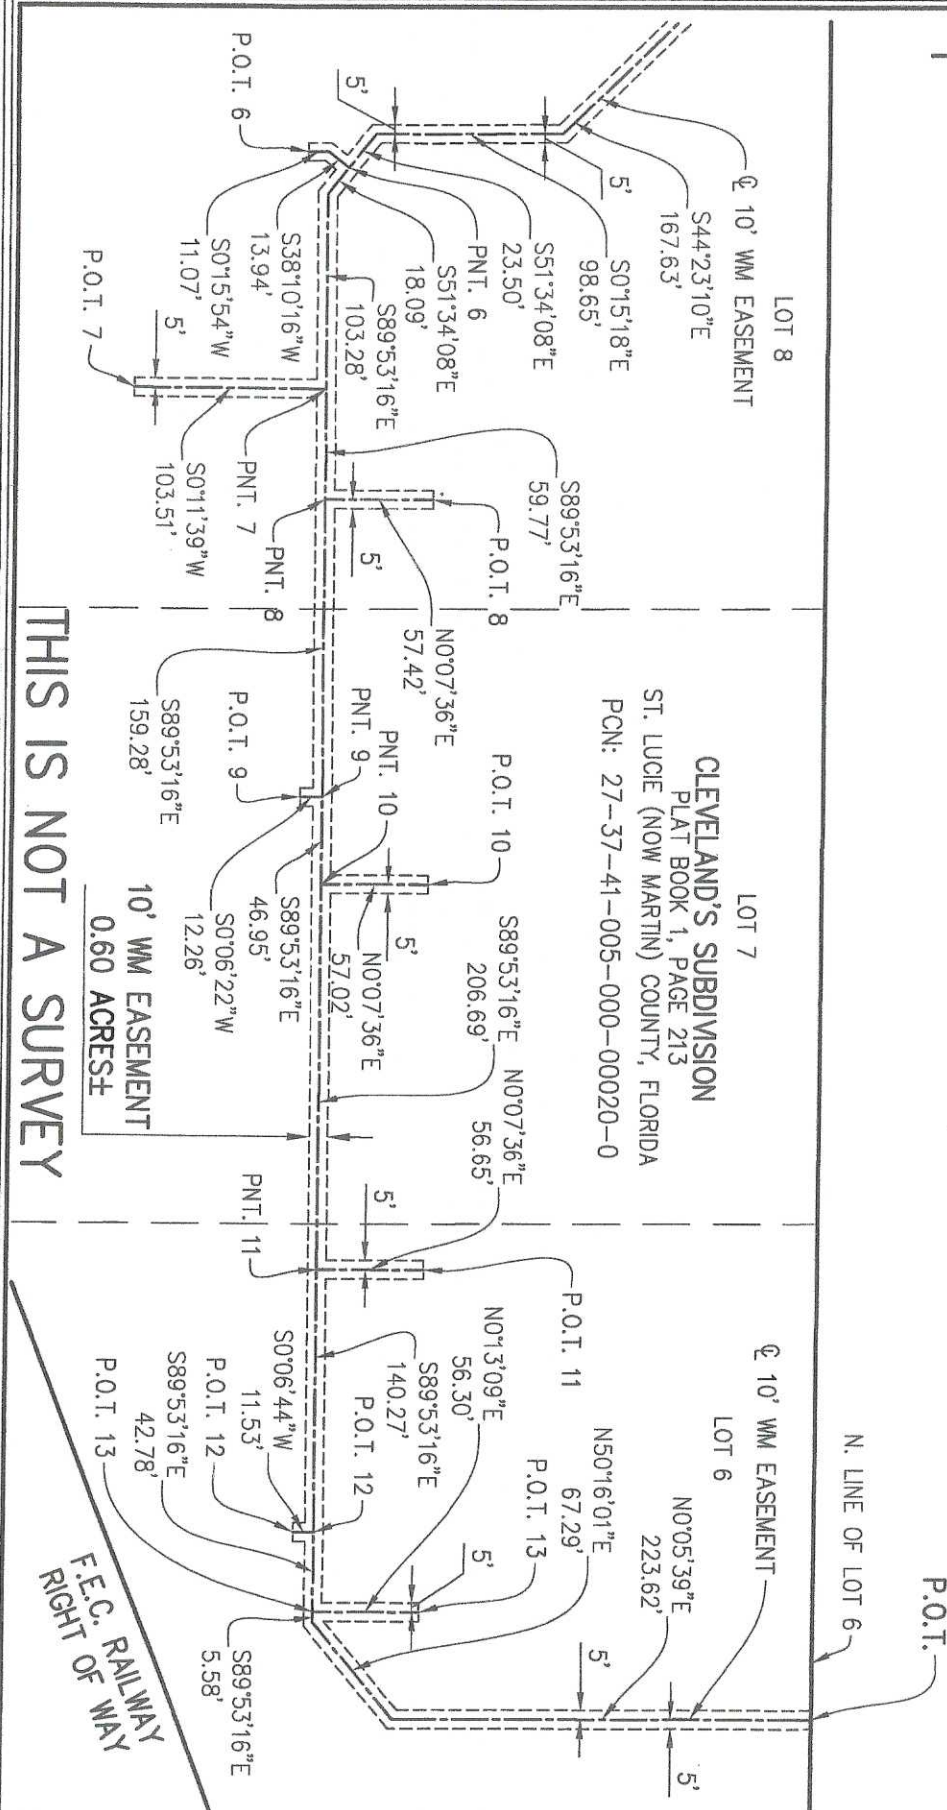 P.O.T.
N. LINE OF LOT 6
LOT 8
℄ 10' WM EASEMENT
S44°23'10"E
167.63'
S0°15'18"E
98.65'
5'
5'
S51°34'08"E
23.50'
PNT. 6
S51°34'08"E
18.09'
S89°53'16"E
103.28'
S38°10'16"W
13.94'
S0°15'54"W
11.07'
P.O.T. 6
P.O.T. 7
5'
S0°11'39"W
103.51'
PNT. 7
S89°53'16"E
59.77'
PNT. 8
5'
P.O.T. 8
N0°07'36"E
57.42'
LOT 7
CLEVELAND'S SUBDIVISION
PLAT BOOK 1, PAGE 213
ST. LUCIE (NOW MARTIN) COUNTY, FLORIDA
PCN: 27-37-41-005-000-00020-0
S89°53'16"E
159.28'
P.O.T. 9
PNT. 9
PNT. 10
P.O.T. 10
5'
N0°07'36"E
57.02'
S89°53'16"E
46.95'
S0°06'22"W
12.26'
S89°53'16"E
206.69'
N0°07'36"E
56.65'
5'
10' WM EASEMENT
0.60 ACRES±
THIS IS NOT A SURVEY
PNT. 11
P.O.T. 11
℄ 10' WM EASEMENT
LOT 6
N0°05'39"E
223.62'
N50°16'01"E
67.29'
P.O.T. 13
N0°13'09"E
56.30'
S89°53'16"E
140.27'
P.O.T. 12
S0°06'44"W
11.53'
P.O.T. 12
S89°53'16"E
42.78'
P.O.T. 13
5'
5'
5'
S89°53'16"E
5.58'
F.E.C. RAILWAY
RIGHT OF WAY